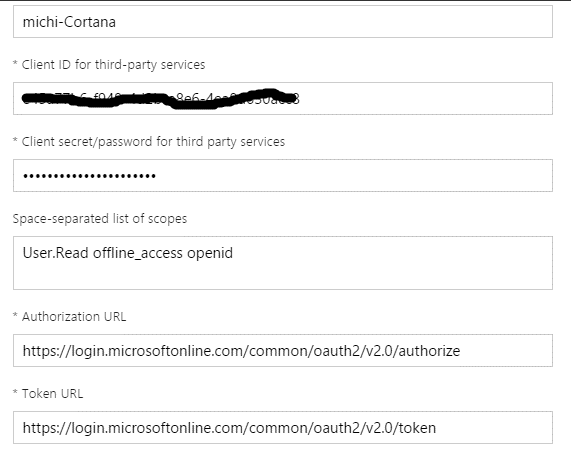 michi-Cortana
* Client ID for third-party services
* Client secret/password for third party services
••••••••••••••••••••••
Space-separated list of scopes
User.Read offline_access openid
* Authorization URL
https://login.microsoftonline.com/common/oauth2/v2.0/authorize
* Token URL
https://login.microsoftonline.com/common/oauth2/v2.0/token